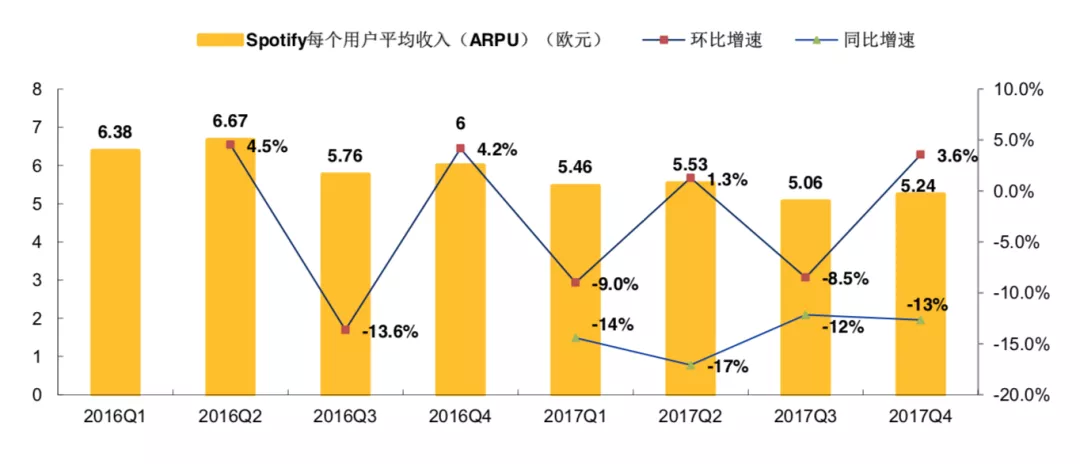 Spotify每个用户平均收入（ARPU）（欧元） 环比增速 同比增速
8 10.0%
7 6.38 6.67 4.5% 5.76 6 4.2% 5.46 5.53 1.3% 5.06 5.24 3.6% 5.0%
6 0.0%
5 -5.0%
4
3 -9.0% -8.5% -10.0%
2 -13.6% -14% -17% -12% -13% -15.0%
1
0 -20.0%
2016Q1 2016Q2 2016Q3 2016Q4 2017Q1 2017Q2 2017Q3 2017Q4